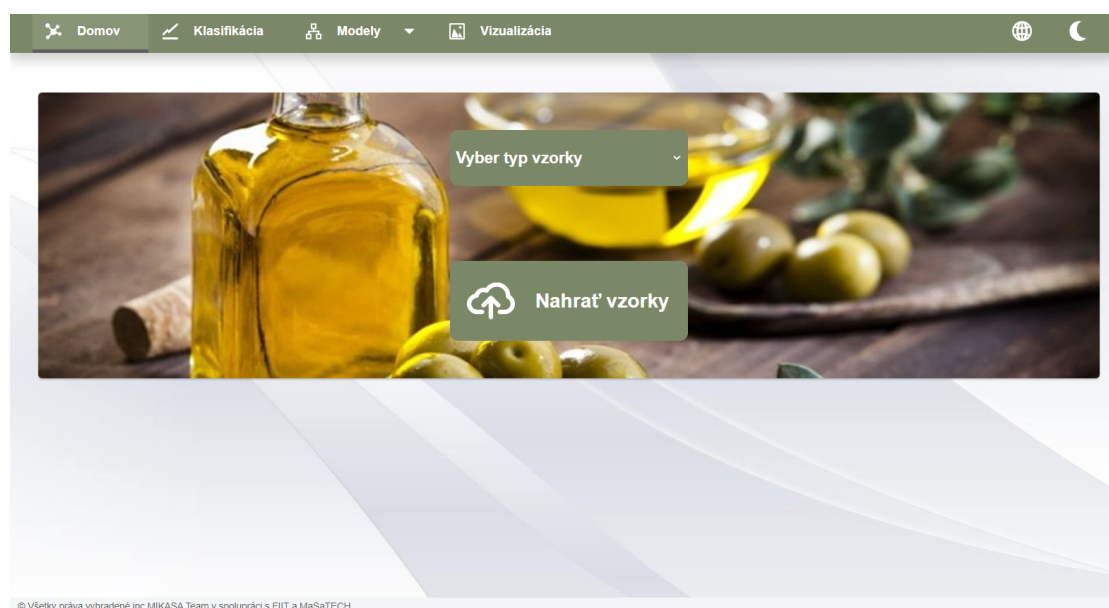 Domov Klasifikácia Modely Vizualizácia
Vyber typ vzorky
Nahrať vzorky
© Všetky práva vyhradené inc MIKASA Team v spolupráci s FIIT a MaSaTECH